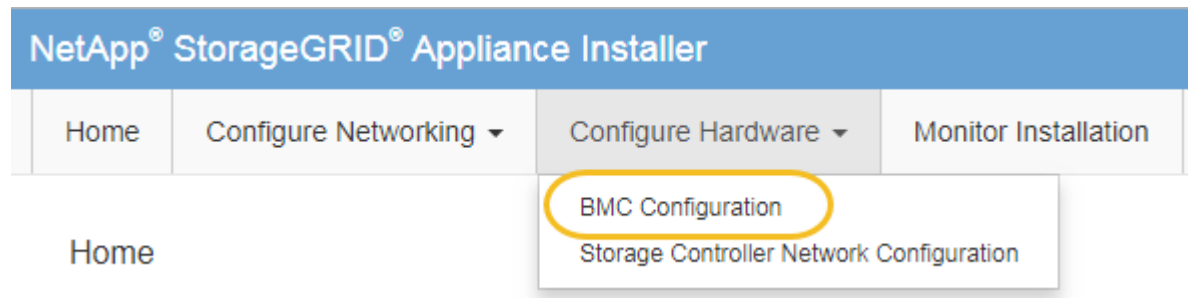 NetApp® StorageGRID® Appliance Installer
Home Configure Networking Configure Hardware Monitor Installation
BMC Configuration
Storage Controller Network Configuration
Home